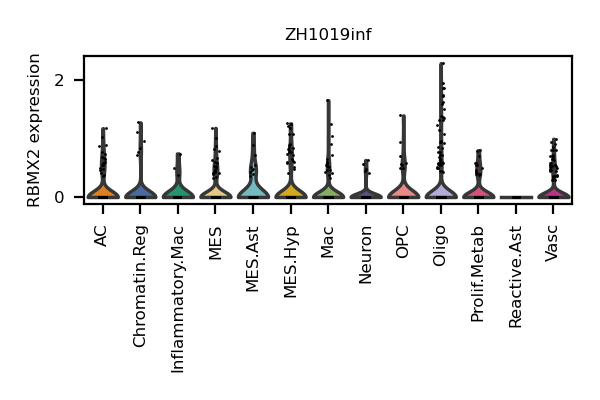 ZH1019inf
RBMX2 expression
2
0
AC
Chromatin.Reg
Inflammatory.Mac
MES
MES.Ast
MES.Hyp
Mac
Neuron
OPC
Oligo
Prolif.Metab
Reactive.Ast
Vasc